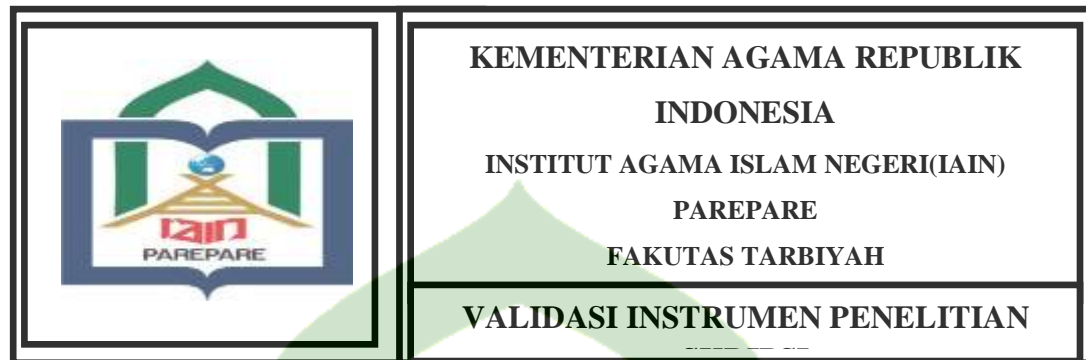 IAIN
PAREPARE
KEMENTERIAN AGAMA REPUBLIK
INDONESIA
INSTITUT AGAMA ISLAM NEGERI(IAIN)
PAREPARE
FAKUTAS TARBIYAH
VALIDASI INSTRUMEN PENELITIAN